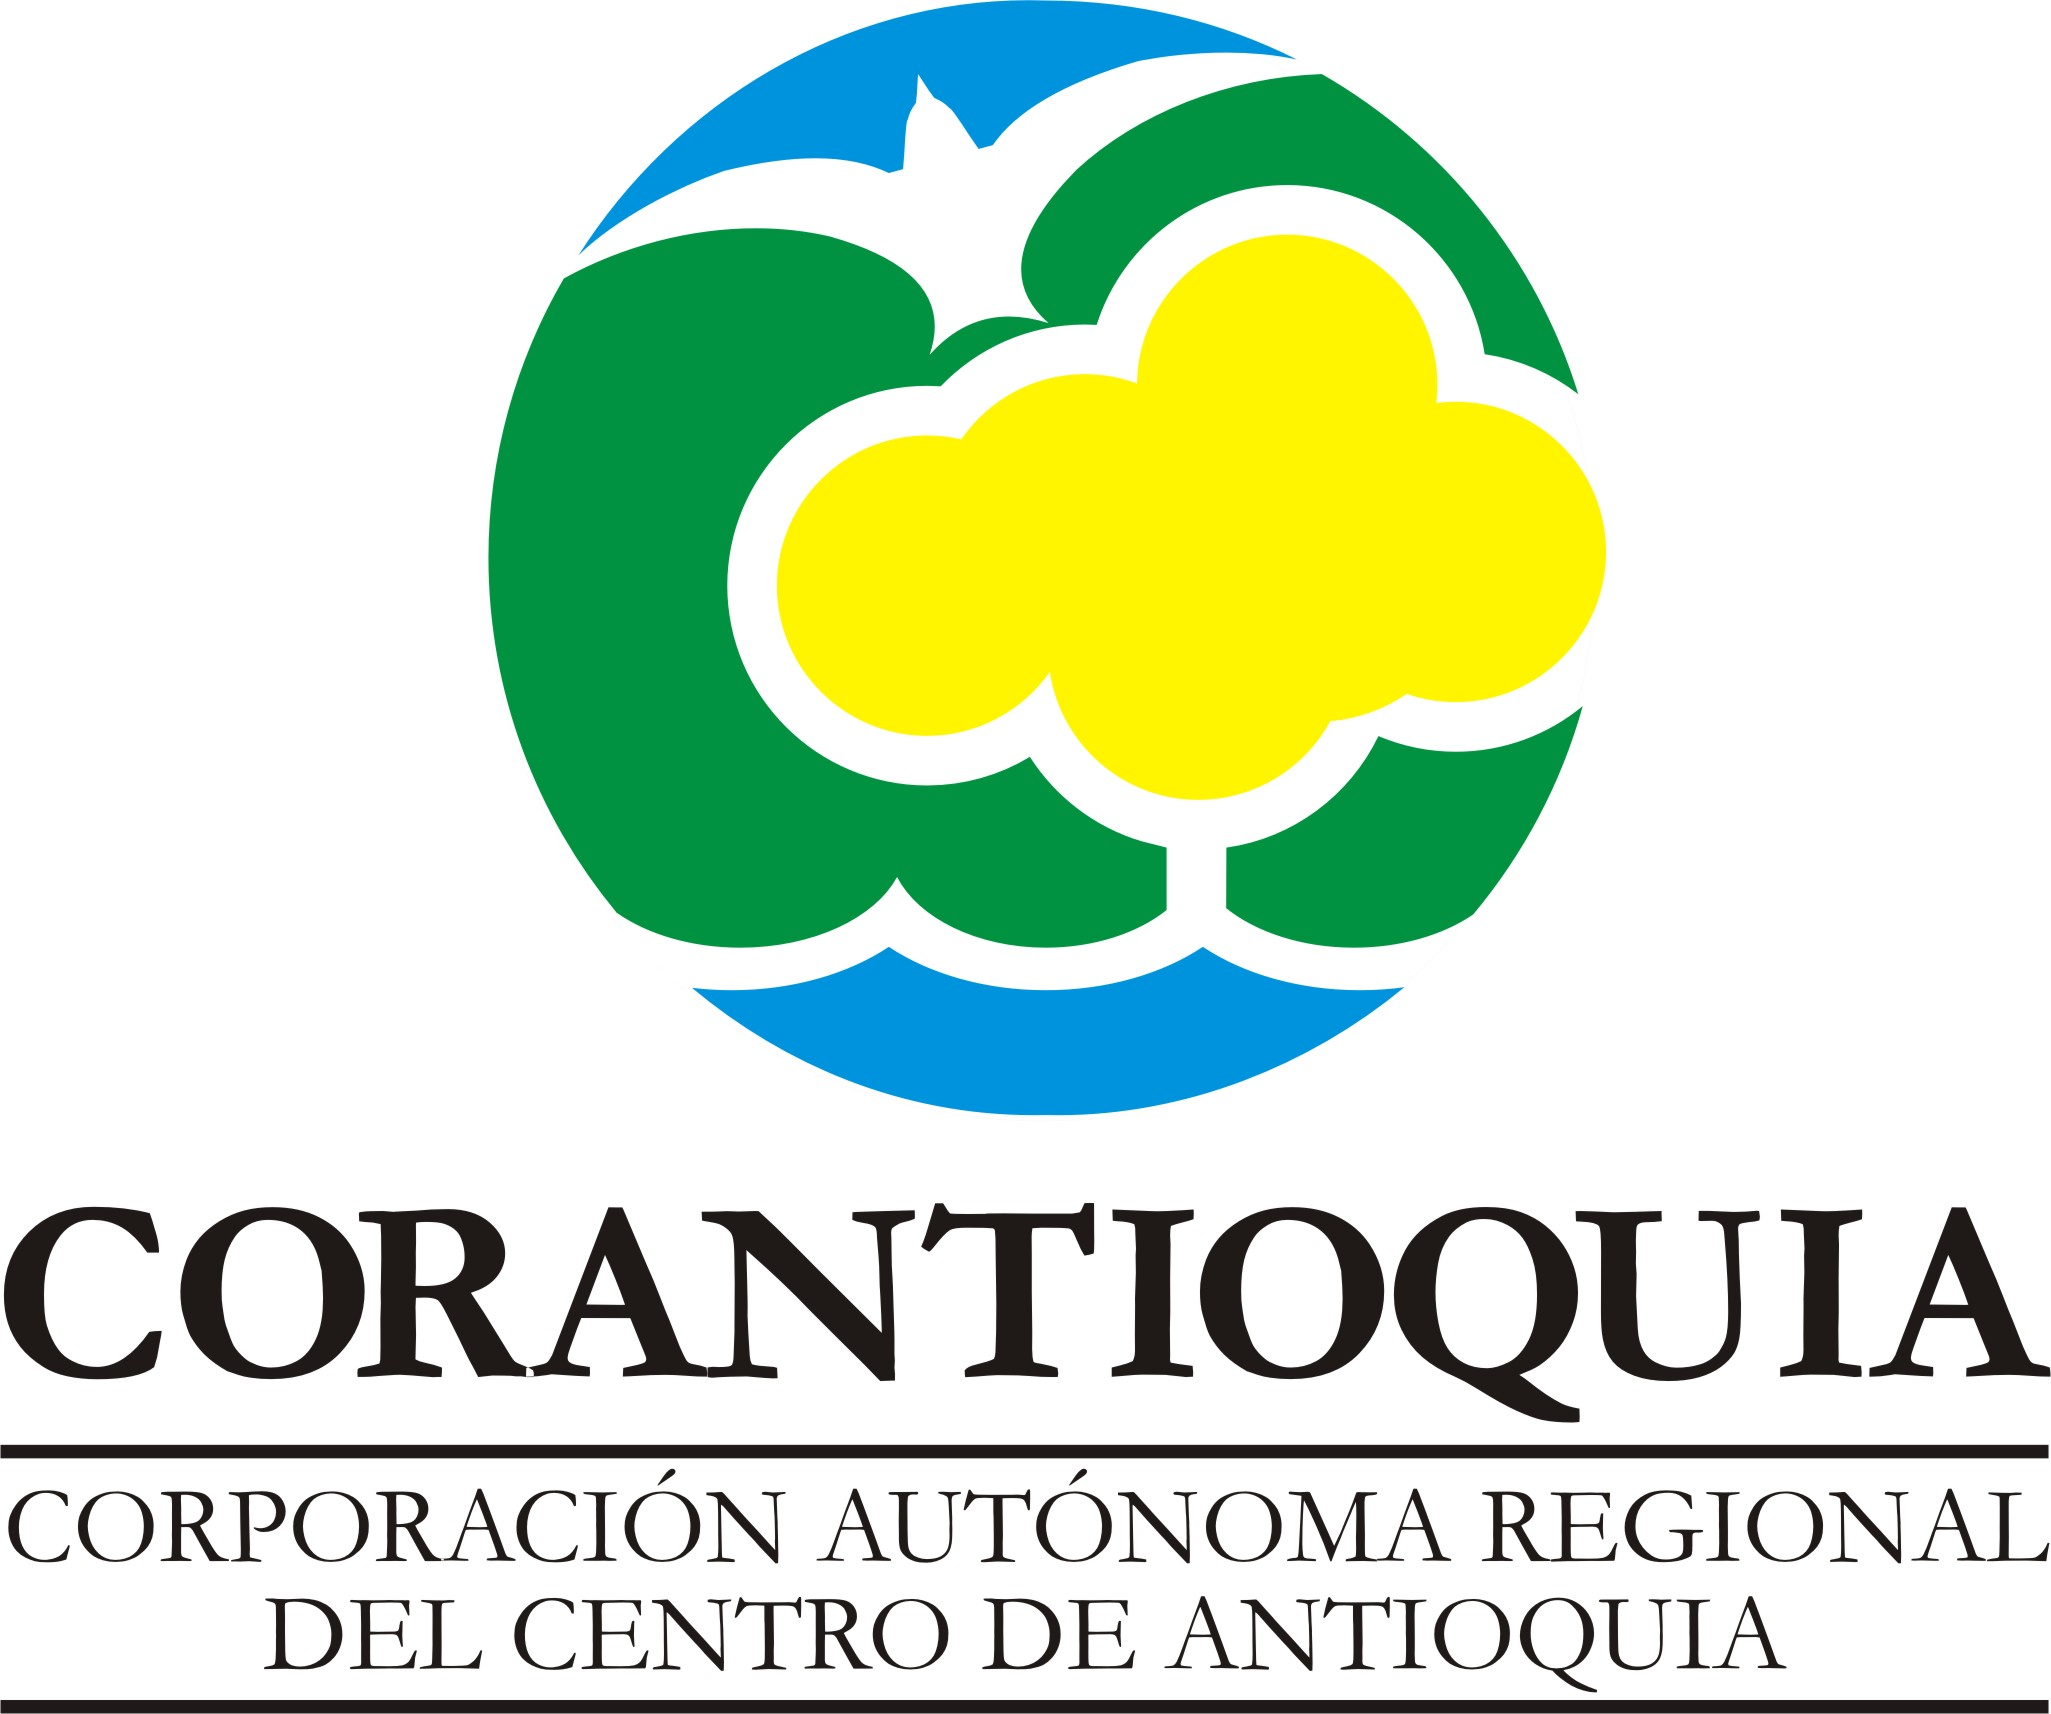 CORANTIOQUIA
CORPORACIÓN AUTÓNOMA REGIONAL
DEL CENTRO DE ANTIOQUIA